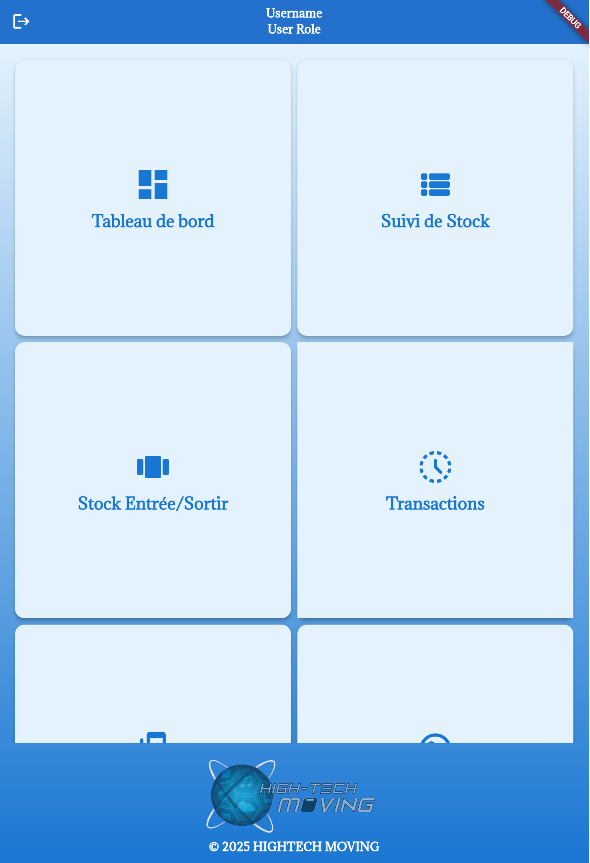 Username
User Role
DEBUG
Tableau de bord
Suivi de Stock
Stock Entrée/Sortir
Transactions
HIGH-TECH
MOVING
© 2025 HIGHTECH MOVING